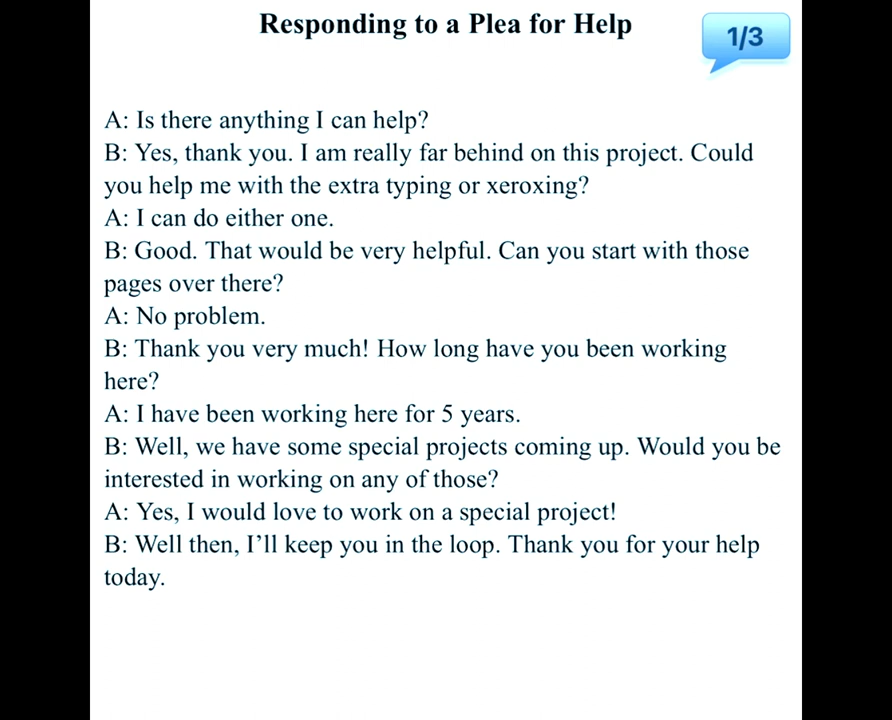 Responding to a Plea for Help
1/3
A: Is there anything I can help?
B: Yes, thank you. I am really far behind on this project. Could
you help me with the extra typing or xeroxing?
A: I can do either one.
B: Good. That would be very helpful. Can you start with those
pages over there?
A: No problem.
B: Thank you very much! How long have you been working
here?
A: I have been working here for 5 years.
B: Well, we have some special projects coming up. Would you be
interested in working on any of those?
A: Yes, I would love to work on a special project!
B: Well then, I’ll keep you in the loop. Thank you for your help
today.